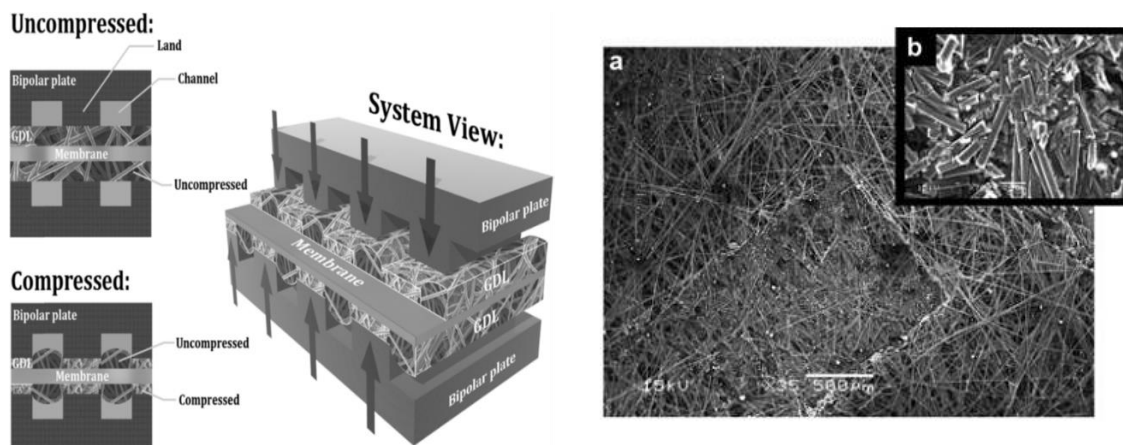 Uncompressed:
Land
Channel
Bipolar plate
GDL
Membrane
Uncompressed
Compressed:
Bipolar plate
Uncompressed
GDL
Membrane
Compressed
System View:
Bipolar plate
Membrane
GDL
GDL
Bipolar plate
a
15kU X35 500µm
b